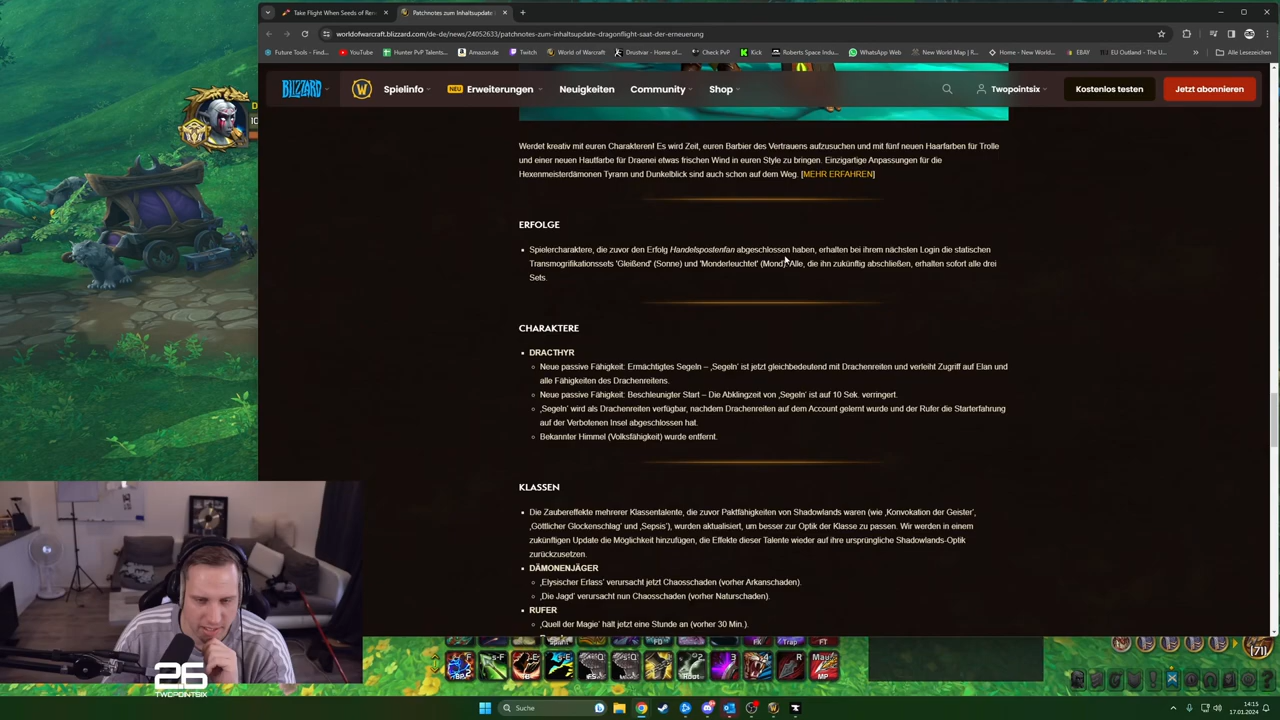 Take Flight When Seeds of Ren
Patchnotes zum Inhaltsupdate
worldofwarcraft.blizzard.com/de-de/news/24052633/patchnotes-zum-inhaltsupdate-dragonflight-saat-der-erneuerung
Future Tools - Find...
YouTube
Hunter PvP Talents...
Amazon.de
Twitch
World of Warcraft
Drustvar - Home of...
Check PvP
Kick
Roberts Space Indu...
WhatsApp Web
New World Map | R...
Home - New World...
EBAY
EU Outland - The U...
Alle Lesezeichen
BLIZZARD
Spielinfo
NEU
Erweiterungen
Neuigkeiten
Community
Shop
Twopointsix
Kostenlos testen
Jetzt abonnieren
Werdet kreativ mit euren Charakteren! Es wird Zeit, euren Barbier des Vertrauens aufzusuchen und mit fünf neuen Haarfarben für Trolle
und einer neuen Hautfarbe für Draenei etwas frischen Wind in euren Style zu bringen. Einzigartige Anpassungen für die
Hexenmeisterdämonen Tyrann und Dunkelblick sind auch schon auf dem Weg. [MEHR ERFAHREN]
ERFOLGE
Spielercharaktere, die zuvor den Erfolg Handelspostenfan abgeschlossen haben, erhalten bei ihrem nächsten Login die statischen
Transmogrifikationssets 'Gleißend' (Sonne) und 'Monderleuchtet' (Mond). Alle, die ihn zukünftig abschließen, erhalten sofort alle drei
Sets.
CHARAKTERE
DRACTHYR
Neue passive Fähigkeit: Ermächtigtes Segeln – ‚Segeln' ist jetzt gleichbedeutend mit Drachenreiten und verleiht Zugriff auf Elan und
alle Fähigkeiten des Drachenreitens.
Neue passive Fähigkeit: Beschleunigter Start – Die Abklingzeit von ‚Segeln' ist auf 10 Sek. verringert.
‚Segeln' wird als Drachenreiten verfügbar, nachdem Drachenreiten auf dem Account gelernt wurde und der Rufer die Starterfahrung
auf der Verbotenen Insel abgeschlossen hat.
Bekannter Himmel (Volksfähigkeit) wurde entfernt.
KLASSEN
Die Zaubereffekte mehrerer Klassentalente, die zuvor Paktfähigkeiten von Shadowlands waren (wie ‚Konvokation der Geister',
‚Göttlicher Glockenschlag' und ‚Sepsis'), wurden aktualisiert, um besser zur Optik der Klasse zu passen. Wir werden in einem
zukünftigen Update die Möglichkeit hinzufügen, die Effekte dieser Talente wieder auf ihre ursprüngliche Shadowlands-Optik
zurückzusetzen.
DÄMONENJÄGER
‚Elysischer Erlass' verursacht jetzt Chaosschaden (vorher Arkanschaden).
‚Die Jagd' verursacht nun Chaosschaden (vorher Naturschaden).
RUFER
‚Quell der Magie' hält jetzt eine Stunde an (vorher 30 Min.).
26
TWOPOINTSIX
Trap
FT
Root
MP
Suche
14:15
17.01.2024